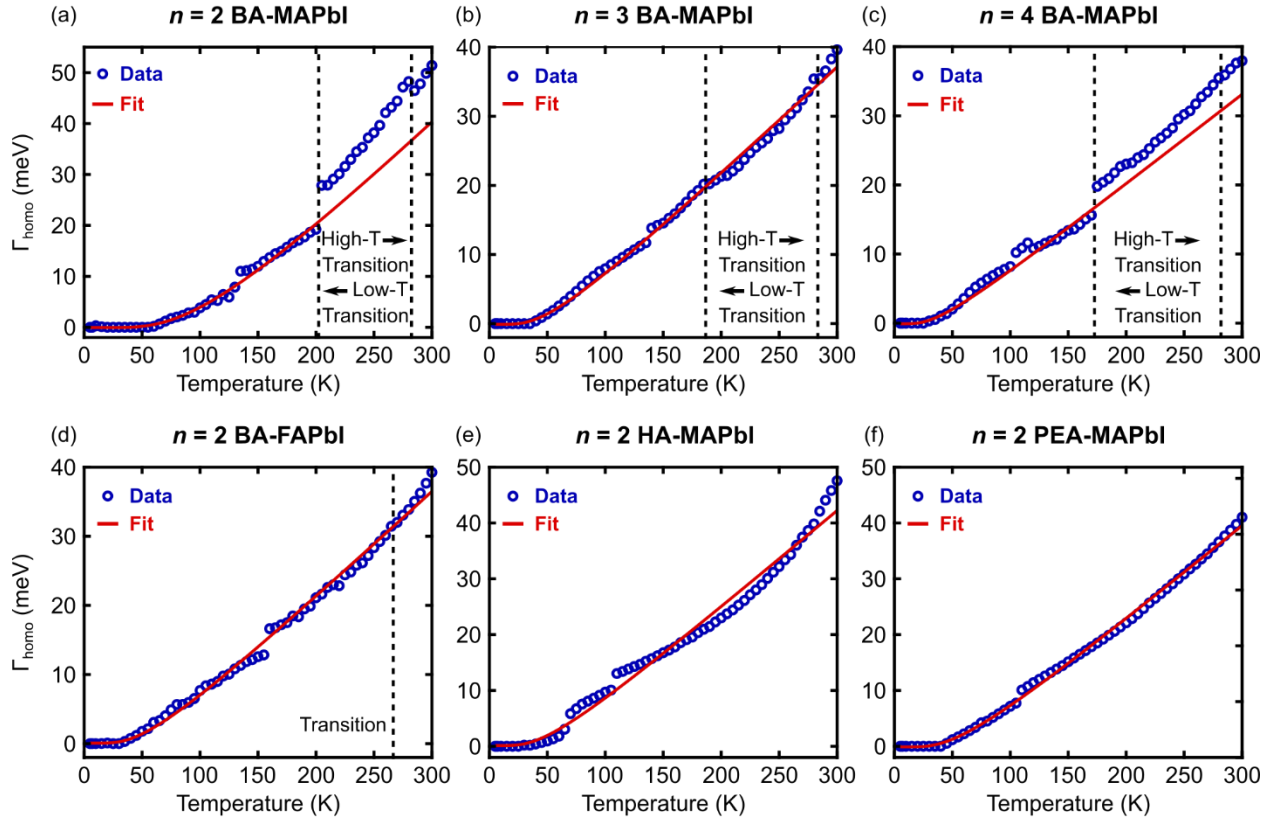 (a) n = 2 BA-MAPbI
Γhomo (meV)
50
40
30
20
10
0
Data
Fit
High-T
Transition
Low-T
Transition
0 50 100 150 200 250 300
Temperature (K)
(b) n = 3 BA-MAPbI
40
30
20
10
0
Data
Fit
High-T
Transition
Low-T
Transition
0 50 100 150 200 250 300
Temperature (K)
(c) n = 4 BA-MAPbI
40
30
20
10
0
Data
Fit
High-T
Transition
Low-T
Transition
0 50 100 150 200 250 300
Temperature (K)
(d) n = 2 BA-FAPbI
Γhomo (meV)
40
30
20
10
0
Data
Fit
Transition
0 50 100 150 200 250 300
Temperature (K)
(e) n = 2 HA-MAPbI
50
40
30
20
10
0
Data
Fit
0 50 100 150 200 250 300
Temperature (K)
(f) n = 2 PEA-MAPbI
50
40
30
20
10
0
Data
Fit
0 50 100 150 200 250 300
Temperature (K)